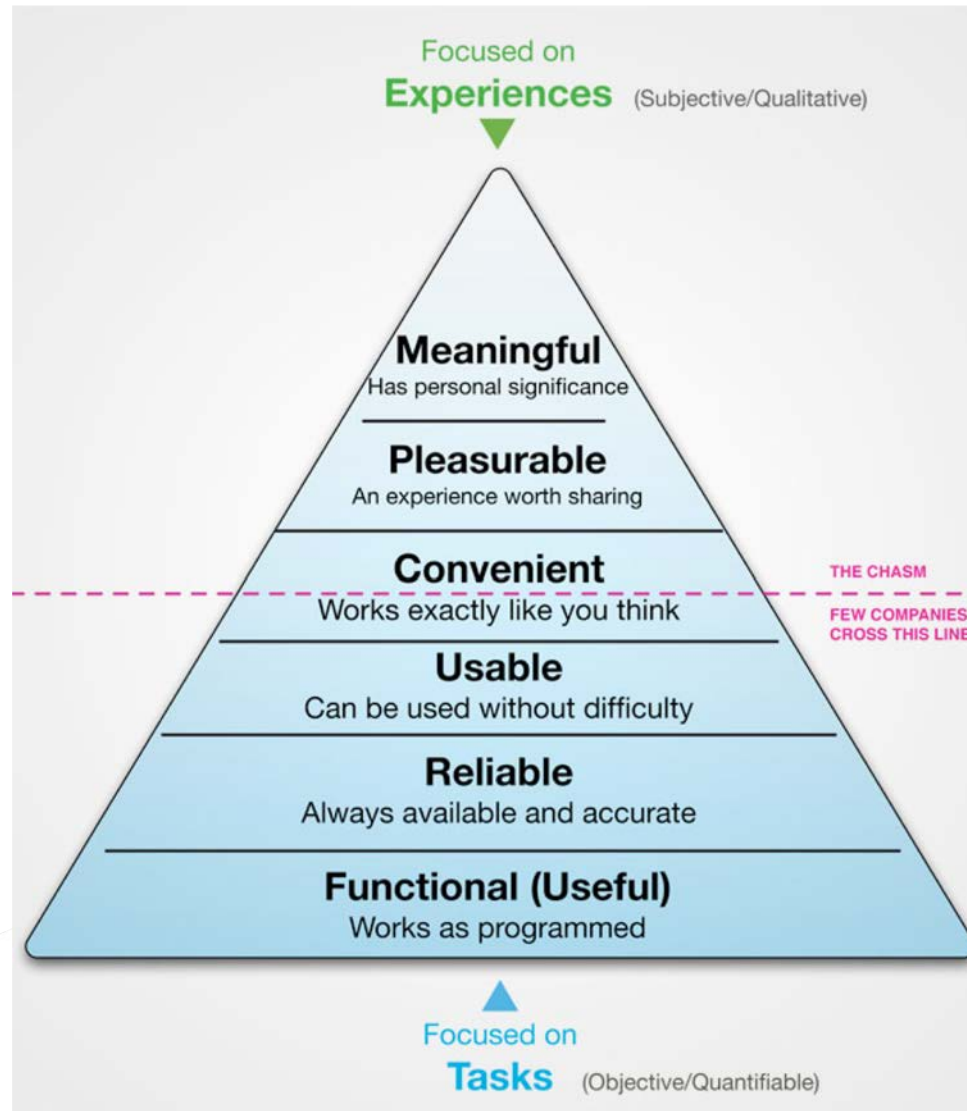 Focused on
Experiences (Subjective/Qualitative)
Meaningful
Has personal significance
Pleasurable
An experience worth sharing
Convenient
THE CHASM
Works exactly like you think
FEW COMPANIES
CROSS THIS LINE
Usable
Can be used without difficulty
Reliable
Always available and accurate
Functional (Useful)
Works as programmed
Focused on
Tasks (Objective/Quantifiable)